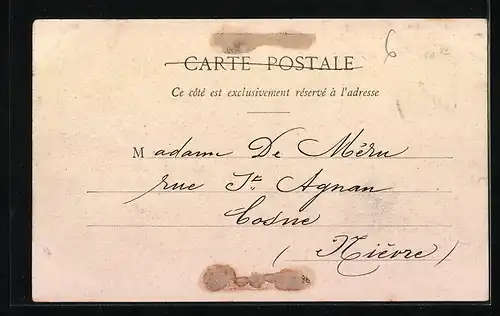 6
CARTE POSTALE
Ce côté est exclusivement réservé à l'adresse
Madame De Méru
rue St. Agnan
Cosne
(Nièvre)